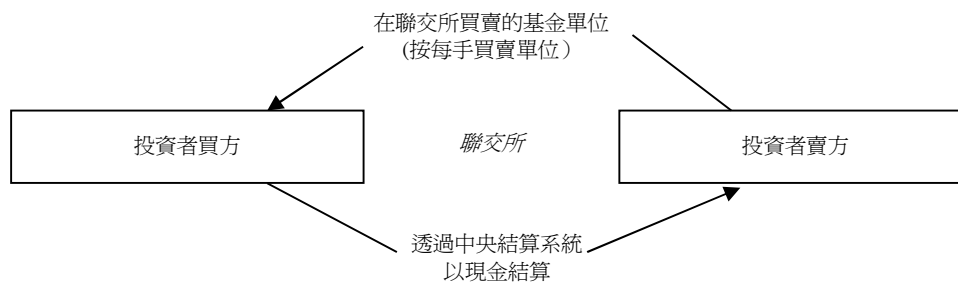 在聯交所買賣的基金單位
(按每手買賣單位）
投資者買方
聯交所
投資者賣方
透過中央結算系統
以現金結算